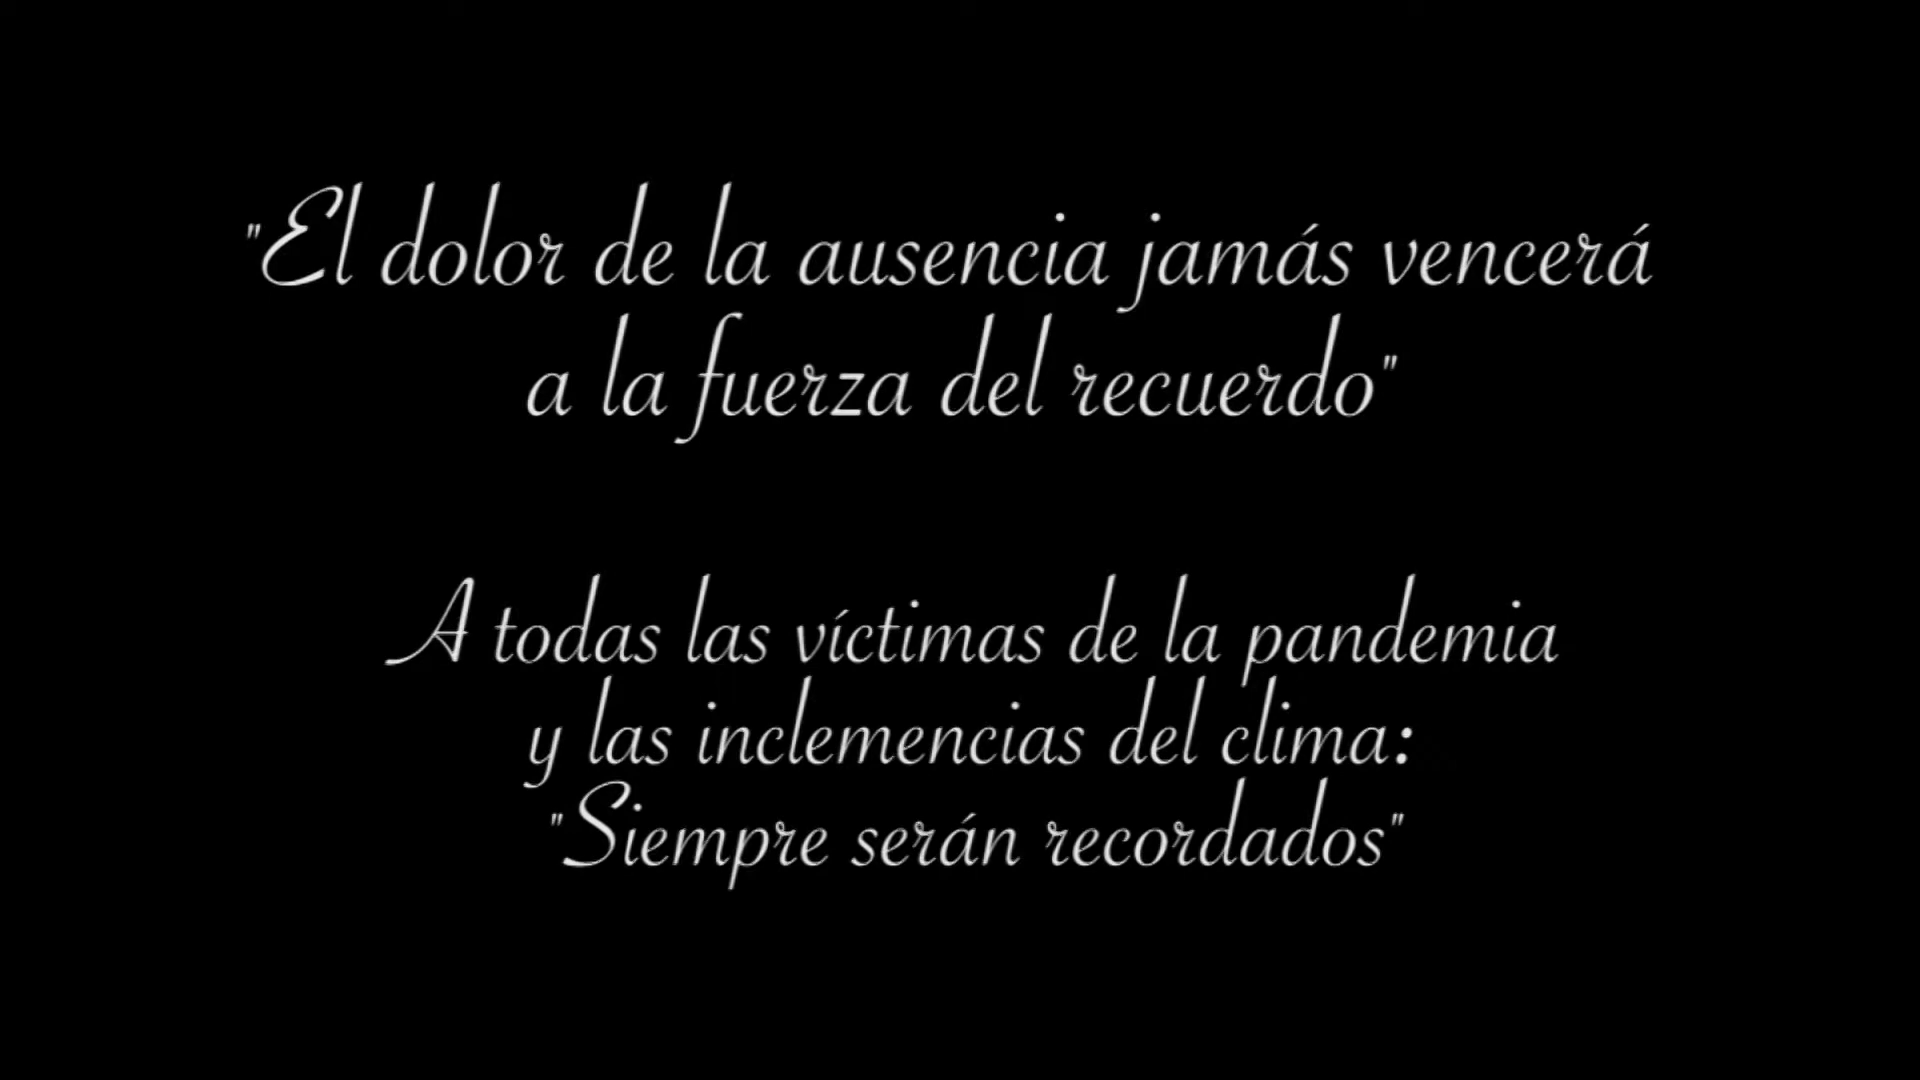 "El dolor de la ausencia jamás vencerá
a la fuerza del recuerdo"
A todas las víctimas de la pandemia
y las inclemencias del clima:
"Siempre serán recordados"